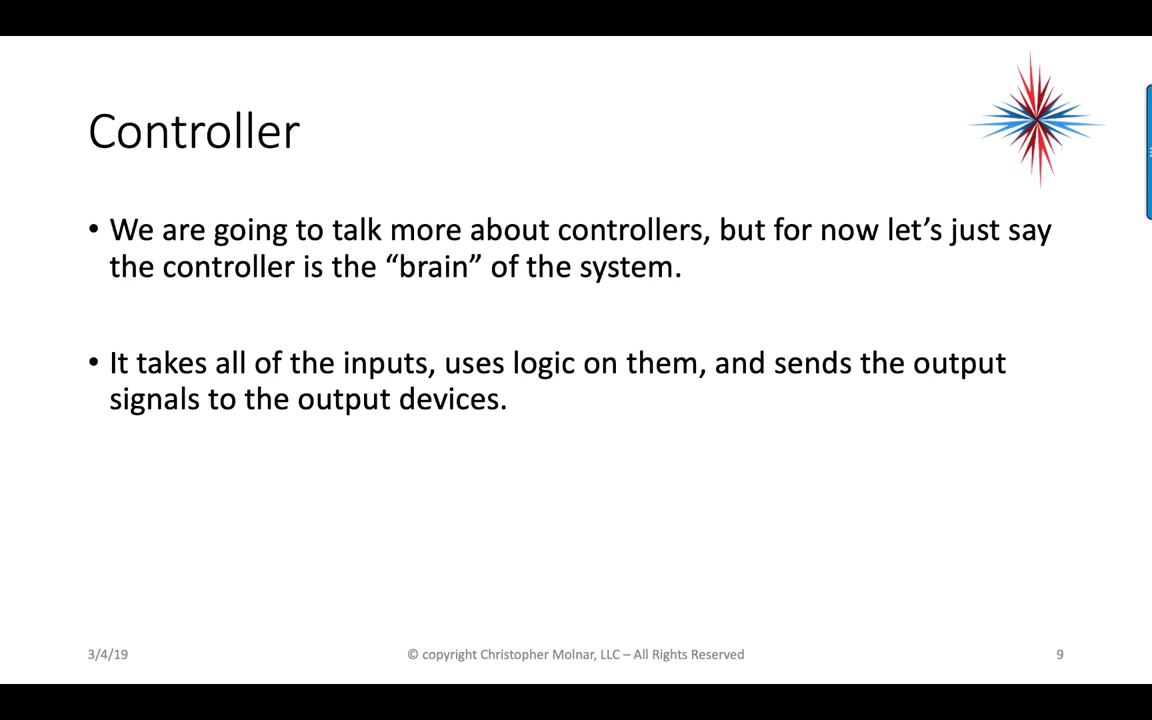 Controller
• We are going to talk more about controllers, but for now let’s just say
the controller is the “brain” of the system.
• It takes all of the inputs, uses logic on them, and sends the output
signals to the output devices.
3/4/19
© copyright Christopher Molnar, LLC – All Rights Reserved
9